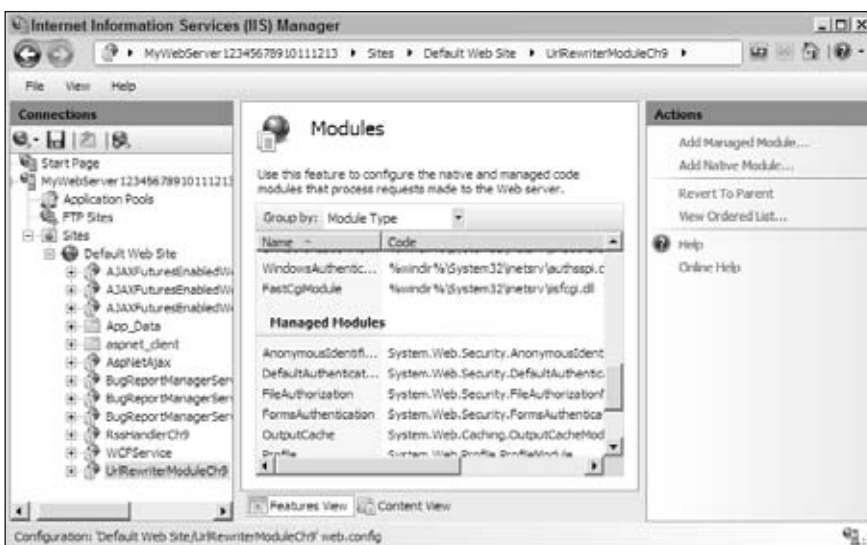 Internet Information Services (IIS) Manager
MyWebServer12345678910111213 Sites Default Web Site UrlRewriterModuleCh9
File View Help
Connections
Start Page
MyWebServer12345678910111213
Application Pools
FTP Sites
Sites
Default Web Site
AJAXFuturesEnabledW
AJAXFuturesEnabledW
AJAXFuturesEnabledW
App_Data
aspnet_client
AspNetAjax
BugReportManagerSer
BugReportManagerSer
BugReportManagerSer
RssHandlerCh9
WCFService
UrlRewriterModuleCh9
Modules
Use this feature to configure the native and managed code
modules that process requests made to the Web server.
Group by: Module Type
Name Code
WindowsAuthentic... %windir%\System32\inetsrv\authsspi.c
FastCgiModule %windir%\System32\inetsrv\iisfcgi.dll
Managed Modules
AnonymousIdentifi... System.Web.Security.AnonymousIdent
DefaultAuthenticat... System.Web.Security.DefaultAuthentic
FileAuthorization System.Web.Security.FileAuthorization
FormsAuthentication System.Web.Security.FormsAuthentica
OutputCache System.Web.Caching.OutputCacheMod
Profile System.Web.Profile.ProfileModule
Features View Content View
Actions
Add Managed Module...
Add Native Module...
Revert To Parent
View Ordered List...
Help
Online Help
Configuration: 'Default Web Site/UrlRewriterModuleCh9' web.config